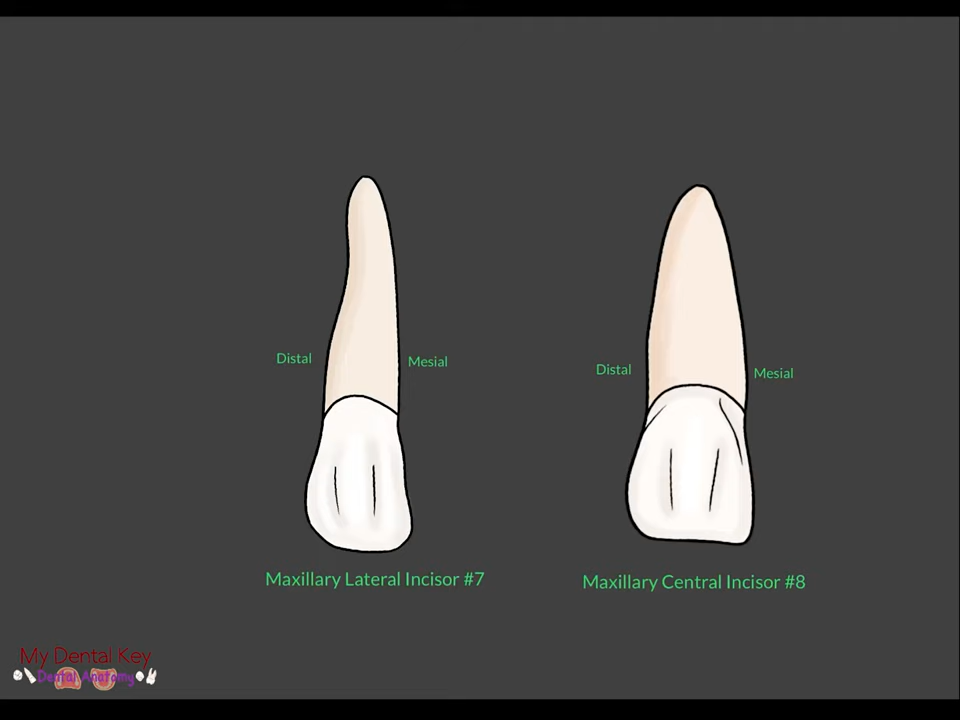 Distal
Mesial
Distal
Mesial
Maxillary Lateral Incisor #7
Maxillary Central Incisor #8
My Dental Key
Dental Anatomy